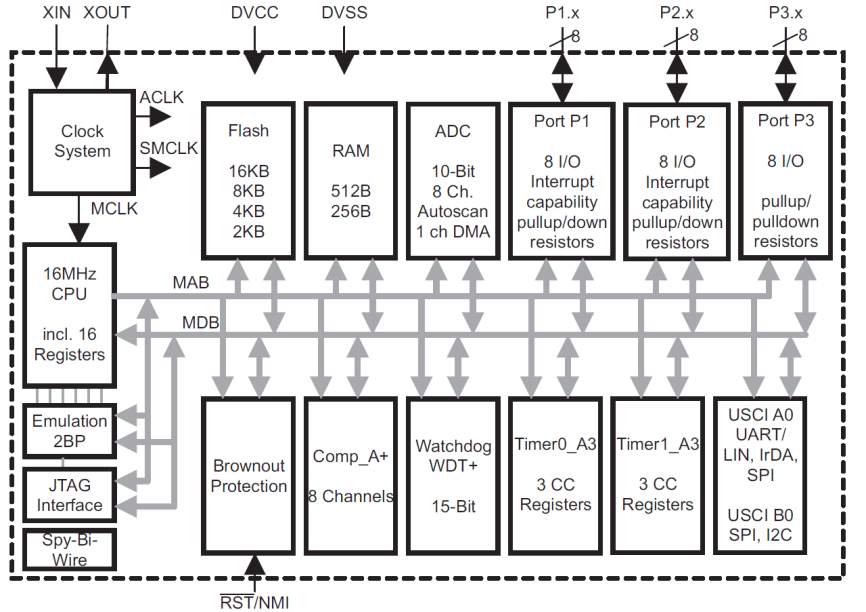 XIN XOUT DVCC DVSS P1.x P2.x P3.x
8 8 8
Clock
System
ACLK
SMCLK
MCLK
Flash
16KB
8KB
4KB
2KB
RAM
512B
256B
ADC
10-Bit
8 Ch.
Autoscan
1 ch DMA
Port P1
8 I/O
Interrupt
capability
pullup/down
resistors
Port P2
8 I/O
Interrupt
capability
pullup/down
resistors
Port P3
8 I/O
pullup/
pulldown
resistors
16MHz
CPU
incl. 16
Registers
MAB
MDB
Emulation
2BP
JTAG
Interface
Spy-Bi-
Wire
Brownout
Protection
Comp_A+
8 Channels
Watchdog
WDT+
15-Bit
Timer0_A3
3 CC
Registers
Timer1_A3
3 CC
Registers
USCI A0
UART/
LIN, IrDA,
SPI
USCI B0
SPI, I2C
RST/NMI